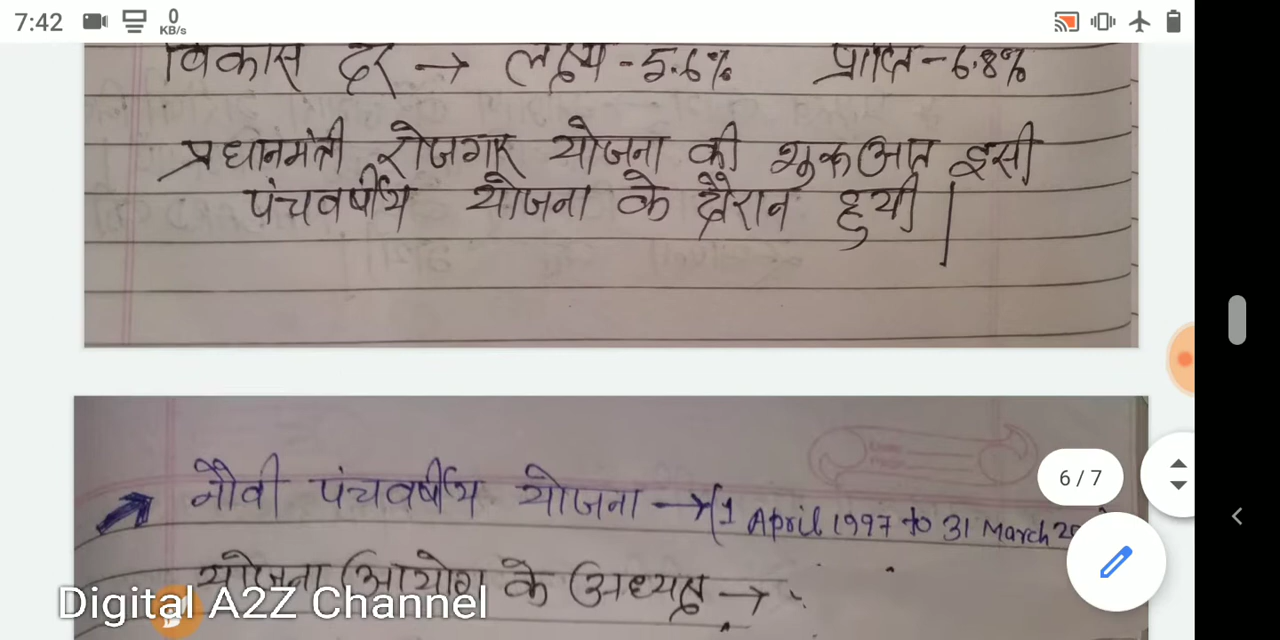 7:42
0
KB/s
विकास दर → लक्ष्य - 5.6% प्राप्ति - 6.8%
प्रधानमंत्री रोजगार योजना की शुरूआत इसी
पंचवर्षीय योजना के दौरान हुयी |
नौवी पंचवर्षीय योजना → (1 April 1997 to 31 March 20
6 / 7
योजना आयोग के अध्यक्ष →
Digital A2Z Channel